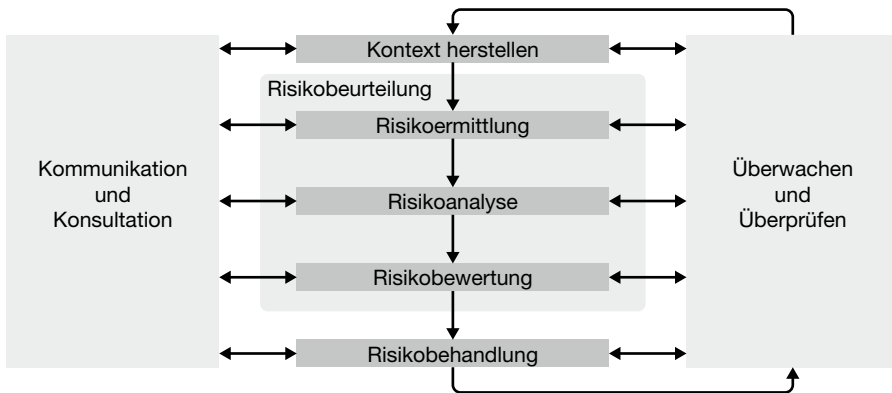 Kontext herstellen
Risikobeurteilung
Risikoermittlung
Kommunikation
und
Konsultation
Risikoanalyse
Überwachen
und
Überprüfen
Risikobewertung
Risikobehandlung